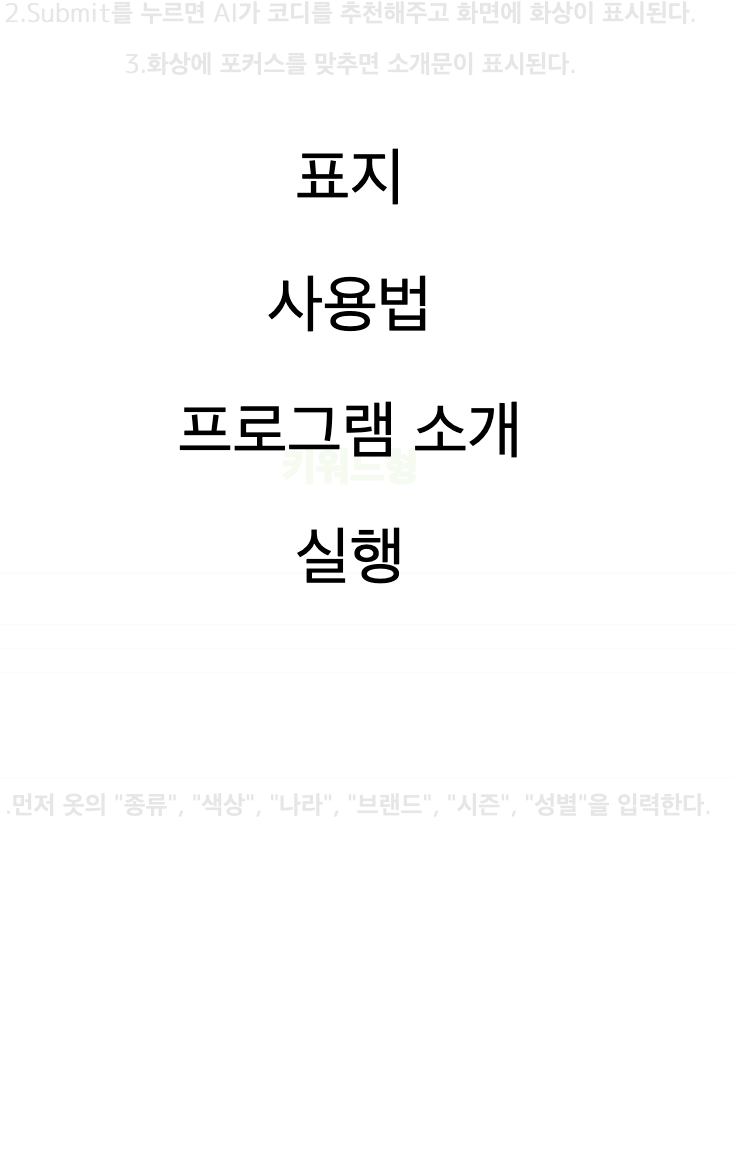 2.Submit를 누르면 AI가 코디를 추천해주고 화면에 화상이 표시된다.
3.화상에 포커스를 맞추면 소개문이 표시된다.
표지
사용법
프로그램 소개
키워드형
실행
.먼저 옷의 "종류", "색상", "나라", "브랜드", "시즌", "성별"을 입력한다.